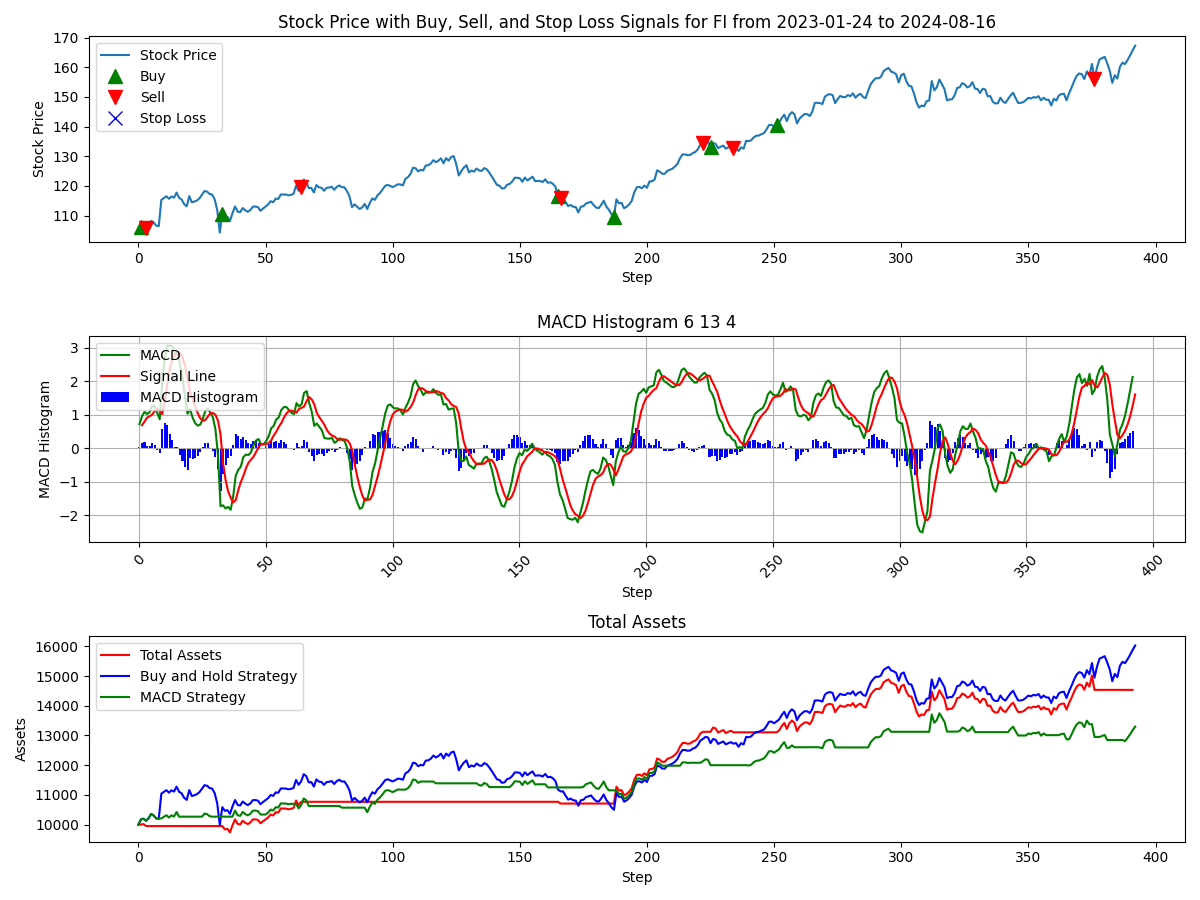 Stock Price with Buy, Sell, and Stop Loss Signals for FI from 2023-01-24 to 2024-08-16
Stock Price
170
160
150
140
130
120
110
Stock Price
Buy
Sell
Stop Loss
0 50 100 150 200 250 300 350 400
Step
MACD Histogram 6 13 4
MACD Histogram
3
2
1
0
−1
−2
MACD
Signal Line
MACD Histogram
0 50 100 150 200 250 300 350 400
Step
Total Assets
Assets
16000
15000
14000
13000
12000
11000
10000
Total Assets
Buy and Hold Strategy
MACD Strategy
0 50 100 150 200 250 300 350 400
Step